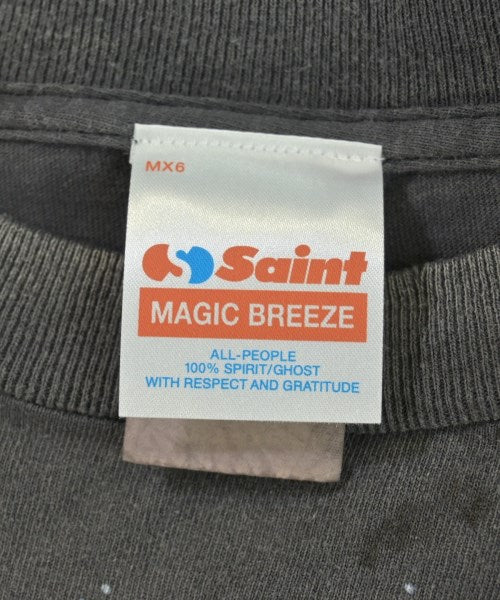 MX6
Saint
MAGIC BREEZE
ALL-PEOPLE
100% SPIRIT/GHOST
WITH RESPECT AND GRATITUDE